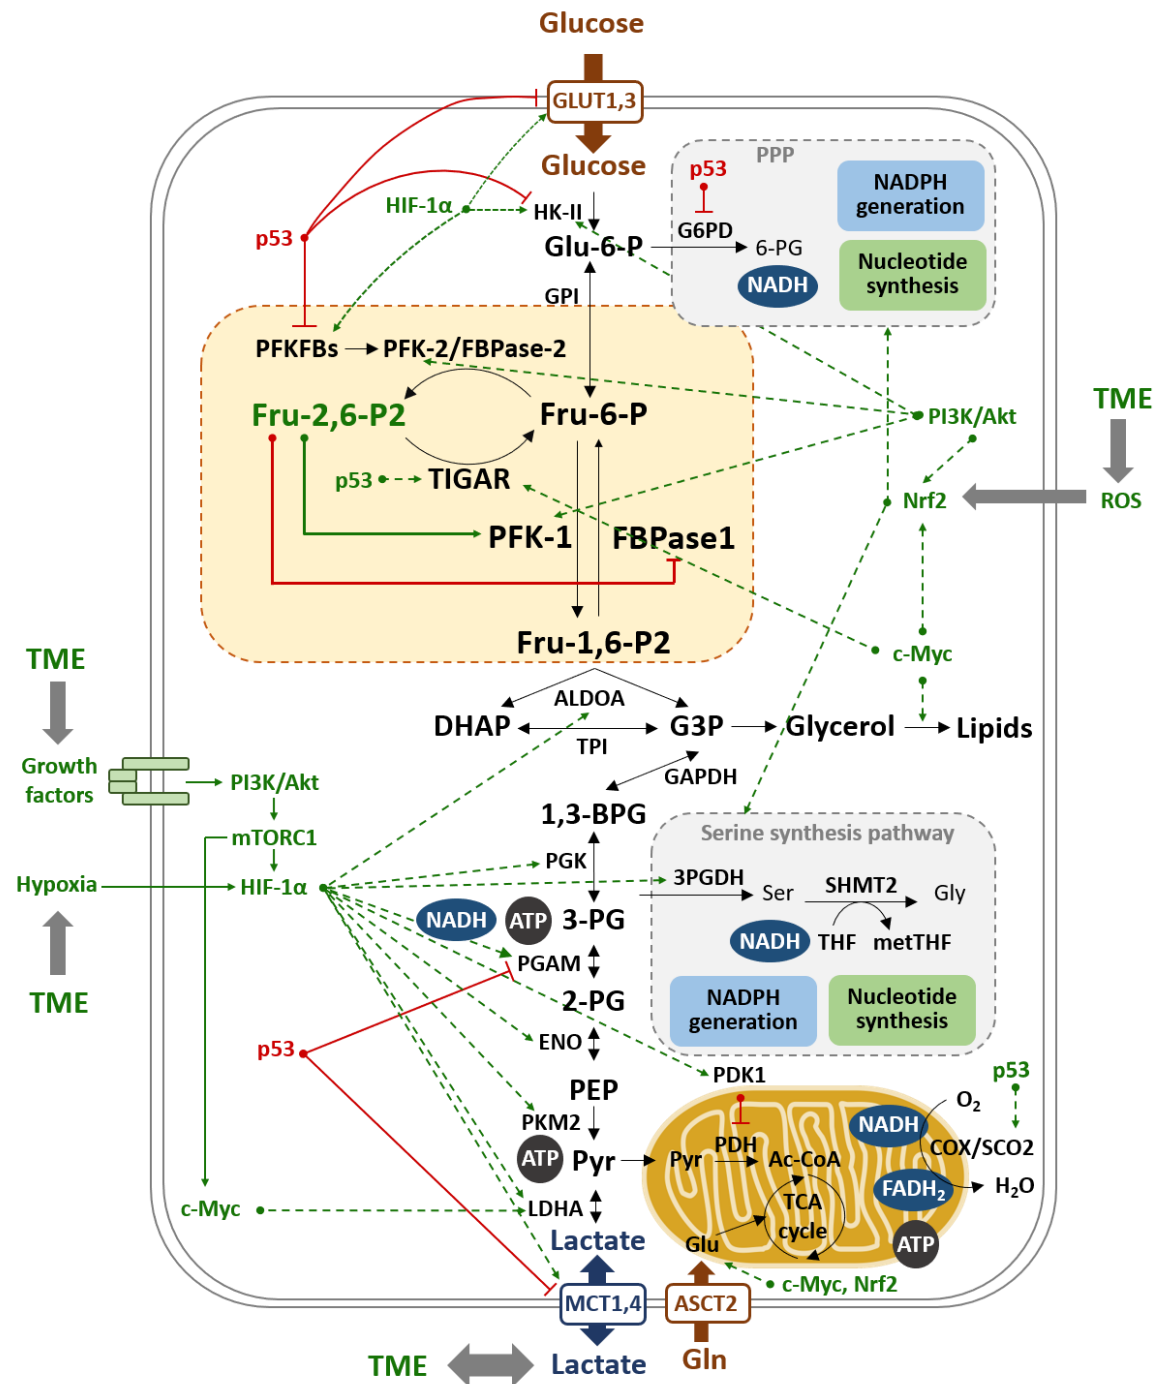 Glucose
GLUT1,3
Glucose
PPP
p53
NADPH
generation
HIF-1α
HK-II
p53
G6PD
Glu-6-P
6-PG
Nucleotide
synthesis
NADH
GPI
PFKFBs
PFK-2/FBPase-2
TME
Fru-2,6-P2
Fru-6-P
PI3K/Akt
p53
TIGAR
Nrf2
ROS
PFK-1
FBPase1
Fru-1,6-P2
c-Myc
TME
ALDOA
DHAP
G3P
Glycerol
Lipids
TPI
Growth
factors
PI3K/Akt
GAPDH
1,3-BPG
mTORC1
Serine synthesis pathway
PGK
Hypoxia
HIF-1α
3PGDH
Ser
SHMT2
Gly
NADH
ATP
3-PG
NADH
THF
metTHF
PGAM
TME
2-PG
NADPH
generation
Nucleotide
synthesis
p53
ENO
PDK1
p53
PEP
O2
PKM2
NADH
PDH
COX/SCO2
ATP
Pyr
Pyr
Ac-CoA
FADH2
H2O
c-Myc
LDHA
TCA
cycle
Lactate
Glu
ATP
c-Myc, Nrf2
MCT1,4
ASCT2
TME
Lactate
Gln